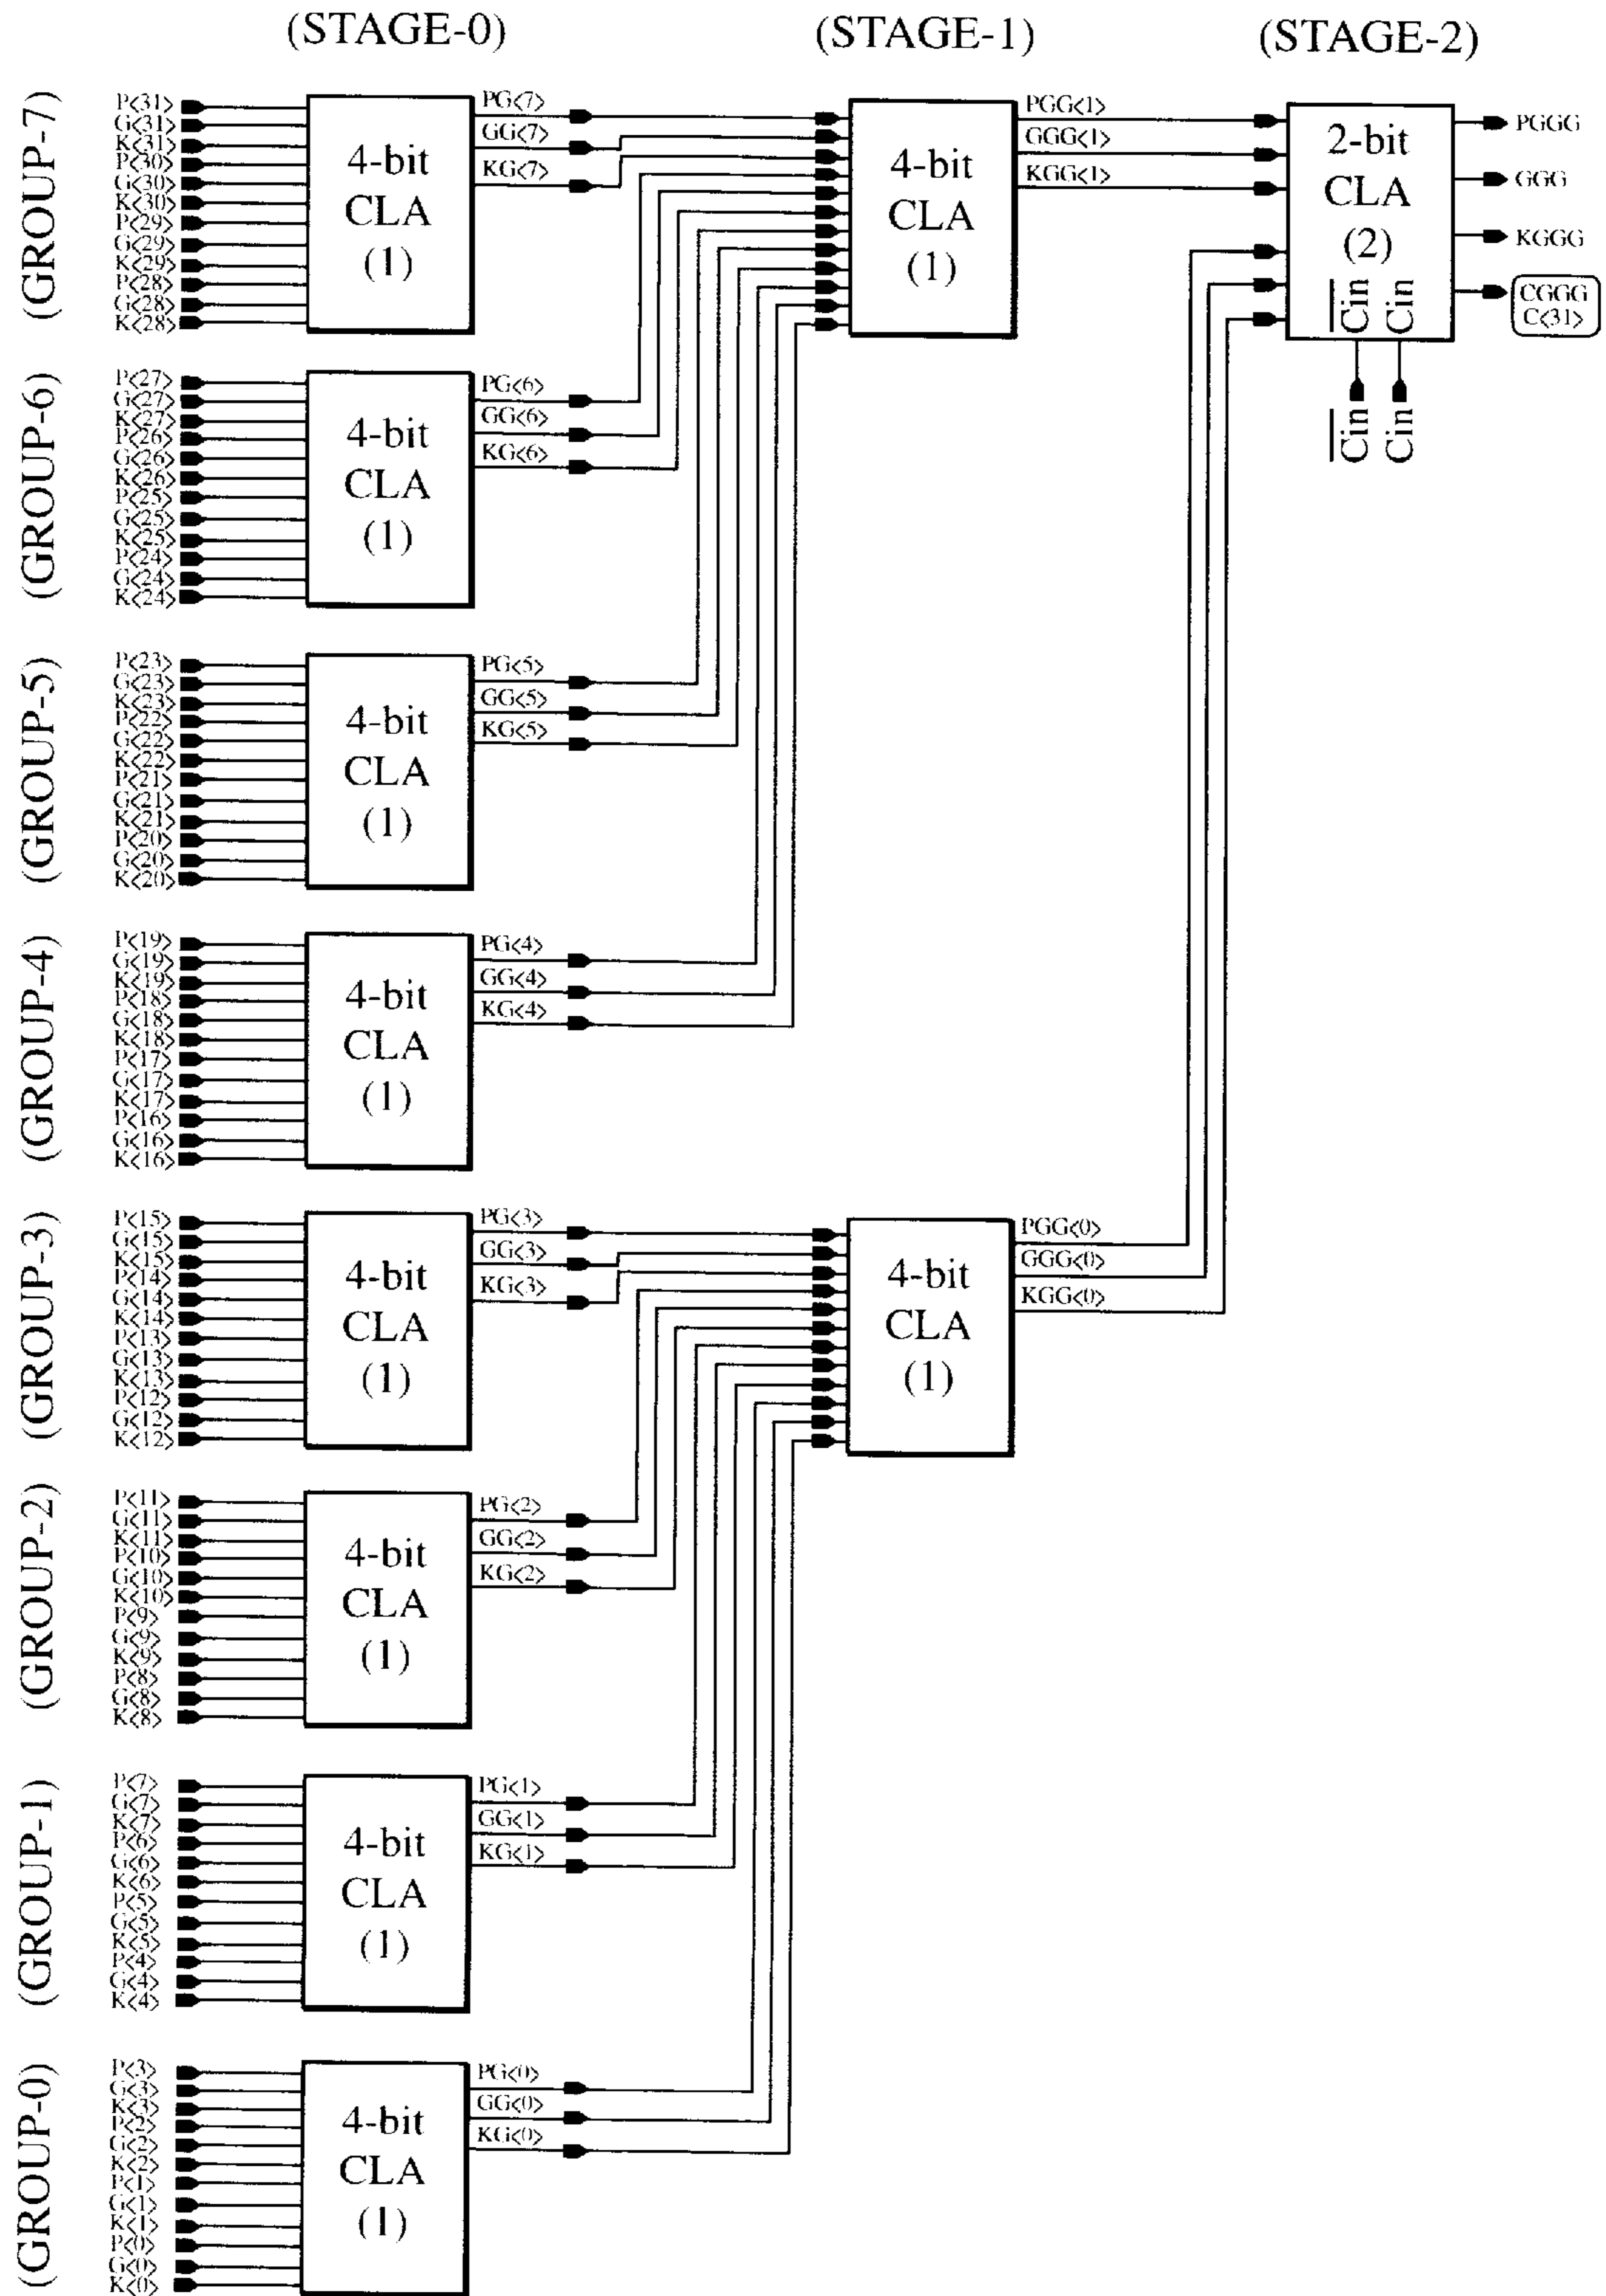 (STAGE-0)
(STAGE-1)
(STAGE-2)
(GROUP-7)
P<31>
G<31>
K<31>
P<30>
G<30>
K<30>
P<29>
G<29>
K<29>
P<28>
G<28>
K<28>
4-bit
CLA
(1)
PG<7>
GG<7>
KG<7>
4-bit
CLA
(1)
PGG<1>
GGG<1>
KGG<1>
2-bit
CLA
(2)
Cin Cin
Cin Cin
PGGG
GGG
KGGG
CGGG
C<31>
(GROUP-6)
P<27>
G<27>
K<27>
P<26>
G<26>
K<26>
P<25>
G<25>
K<25>
P<24>
G<24>
K<24>
4-bit
CLA
(1)
PG<6>
GG<6>
KG<6>
(GROUP-5)
P<23>
G<23>
K<23>
P<22>
G<22>
K<22>
P<21>
G<21>
K<21>
P<20>
G<20>
K<20>
4-bit
CLA
(1)
PG<5>
GG<5>
KG<5>
(GROUP-4)
P<19>
G<19>
K<19>
P<18>
G<18>
K<18>
P<17>
G<17>
K<17>
P<16>
G<16>
K<16>
4-bit
CLA
(1)
PG<4>
GG<4>
KG<4>
(GROUP-3)
P<15>
G<15>
K<15>
P<14>
G<14>
K<14>
P<13>
G<13>
K<13>
P<12>
G<12>
K<12>
4-bit
CLA
(1)
PG<3>
GG<3>
KG<3>
4-bit
CLA
(1)
PGG<0>
GGG<0>
KGG<0>
(GROUP-2)
P<11>
G<11>
K<11>
P<10>
G<10>
K<10>
P<9>
G<9>
K<9>
P<8>
G<8>
K<8>
4-bit
CLA
(1)
PG<2>
GG<2>
KG<2>
(GROUP-1)
P<7>
G<7>
K<7>
P<6>
G<6>
K<6>
P<5>
G<5>
K<5>
P<4>
G<4>
K<4>
4-bit
CLA
(1)
PG<1>
GG<1>
KG<1>
(GROUP-0)
P<3>
G<3>
K<3>
P<2>
G<2>
K<2>
P<1>
G<1>
K<1>
P<0>
G<0>
K<0>
4-bit
CLA
(1)
PG<0>
GG<0>
KG<0>